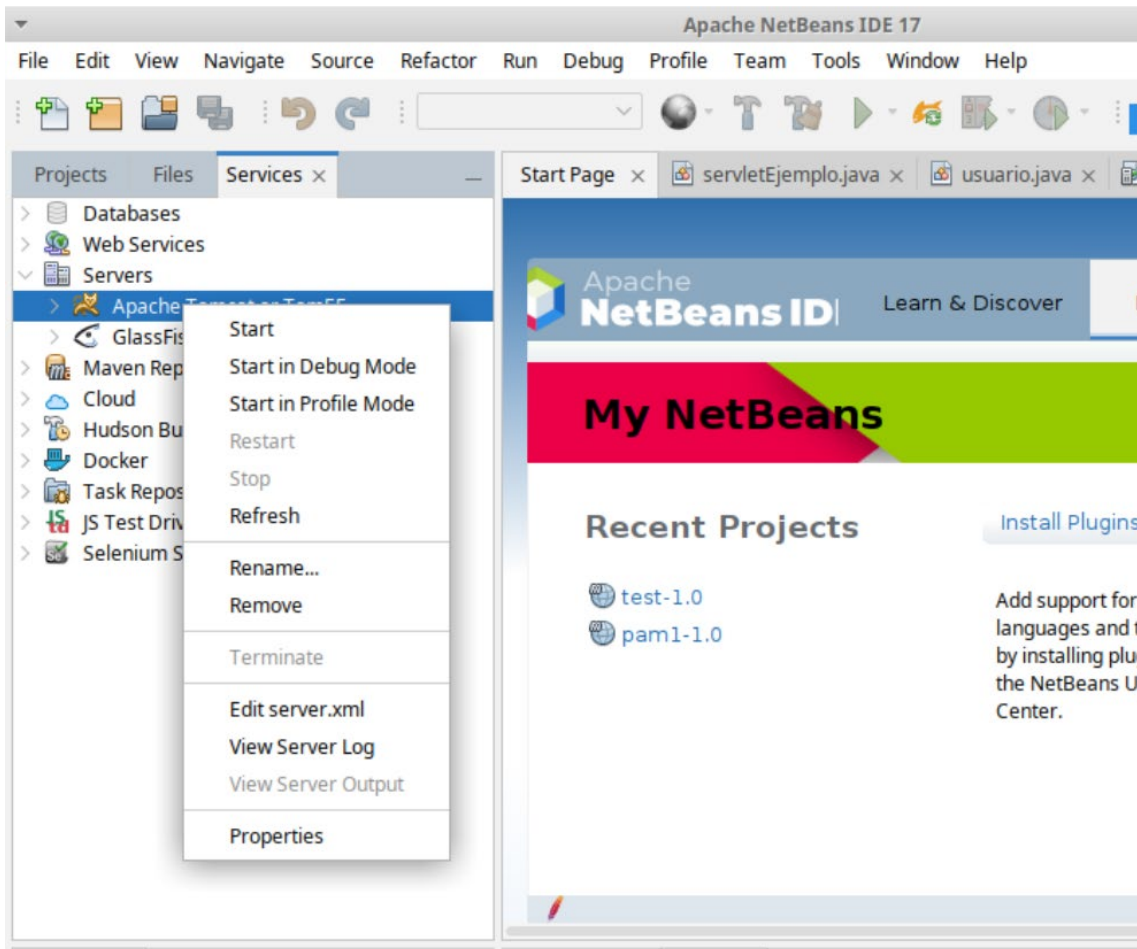 Apache NetBeans IDE 17
File Edit View Navigate Source Refactor Run Debug Profile Team Tools Window Help
Projects Files Services
Start Page servletEjemplo.java usuario.java
Databases
Web Services
Servers
Apache
GlassFis
Maven Rep
Cloud
Hudson Bu
Docker
Task Repos
JS Test Driv
Selenium S
Start
Start in Debug Mode
Start in Profile Mode
Restart
Stop
Refresh
Rename...
Remove
Terminate
Edit server.xml
View Server Log
View Server Output
Properties
Apache
NetBeans ID
Learn & Discover
My NetBeans
Recent Projects
test-1.0
pam1-1.0
Install Plugins
Add support for
languages and t
by installing plu
the NetBeans U
Center.